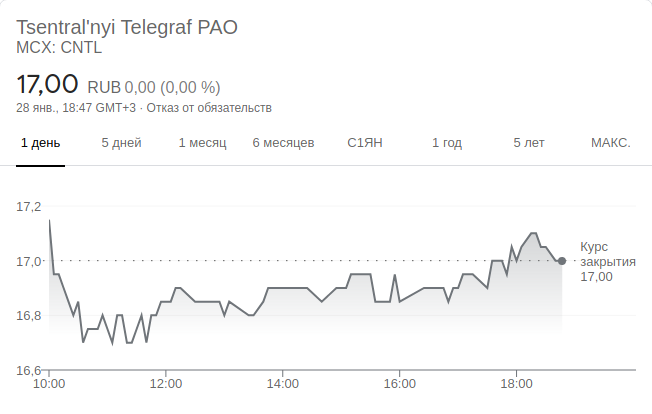 Tsentral'nyi Telegraf PAO
MCX: CNTL
17,00 RUB 0,00 (0,00 %)
28 янв., 18:47 GMT+3 · Отказ от обязательств
1 день 5 дней 1 месяц 6 месяцев С1ЯН 1 год 5 лет МАКС.
17,2
17,0
16,8
16,6
Курс
закрытия
17,00
10:00 12:00 14:00 16:00 18:00